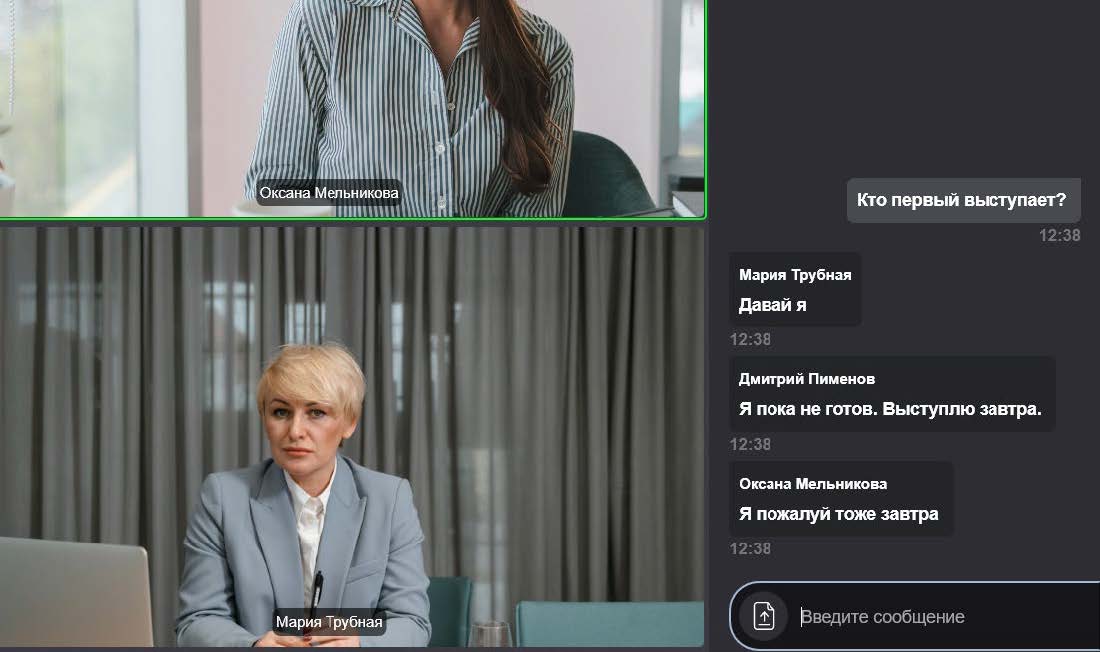 Оксана Мельникова
Мария Трубная
Кто первый выступает?
12:38
Мария Трубная
Давай я
12:38
Дмитрий Пименов
Я пока не готов. Выступлю завтра.
12:38
Оксана Мельникова
Я пожалуй тоже завтра
12:38
Введите сообщение